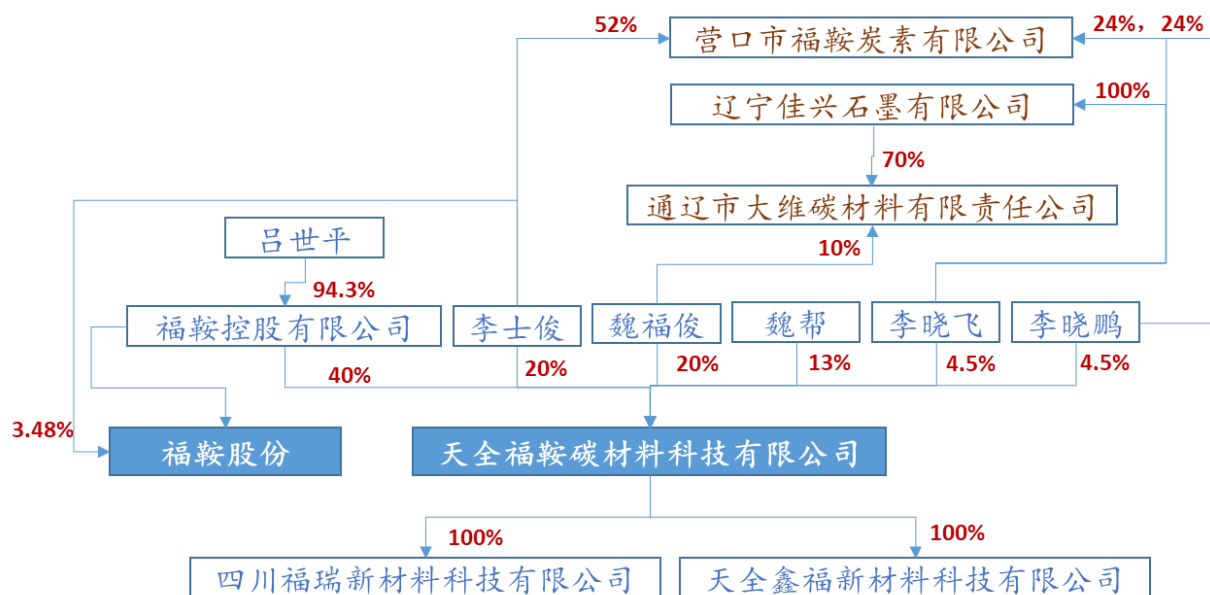 52%
营口市福鞍炭素有限公司
24%，24%
辽宁佳兴石墨有限公司
100%
70%
通辽市大维碳材料有限责任公司
吕世平
10%
94.3%
福鞍控股有限公司
李士俊
魏福俊
魏帮
李晓飞
李晓鹏
40%
20%
20%
13%
4.5%
4.5%
3.48%
福鞍股份
天全福鞍碳材料科技有限公司
100%
100%
四川福瑞新材料科技有限公司
天全鑫福新材料科技有限公司